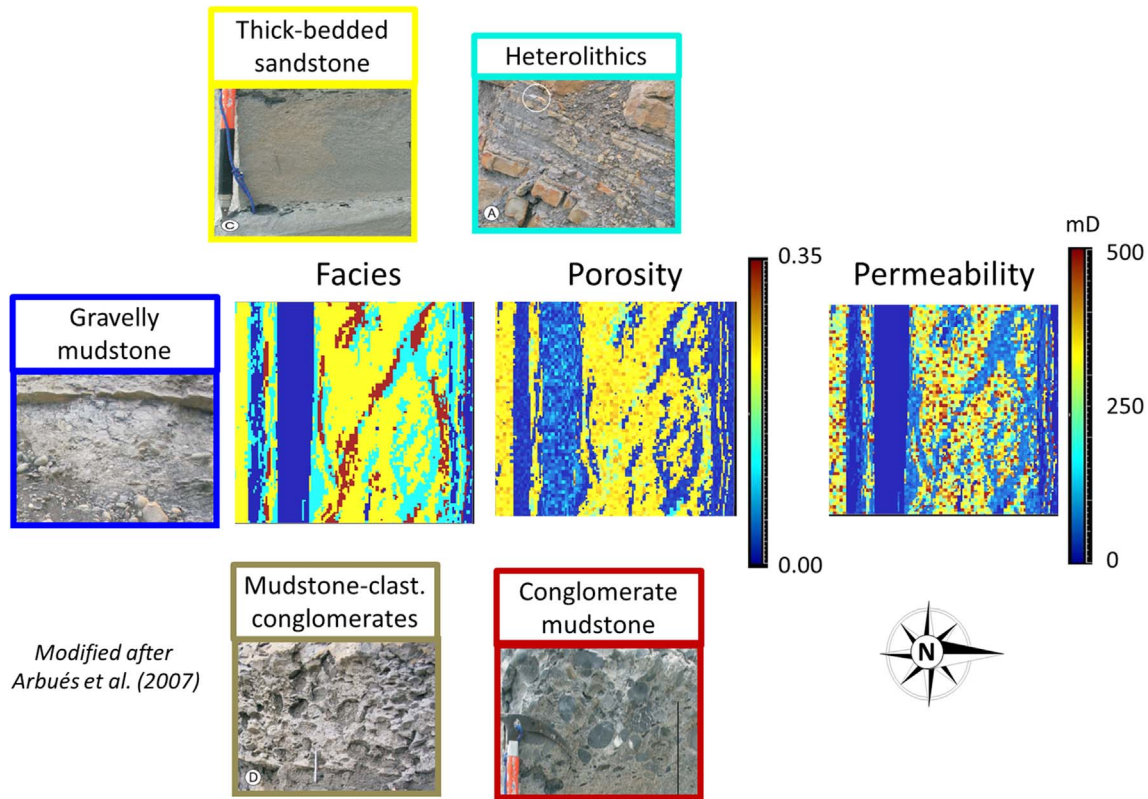 Thick-bedded
sandstone
Heterolithics
C
A
mD
0.35
500
Facies
Porosity
Permeability
Gravelly
mudstone
250
0.00
0
Mudstone-clast.
conglomerates
Conglomerate
mudstone
Modified after
Arbués et al. (2007)
N
D